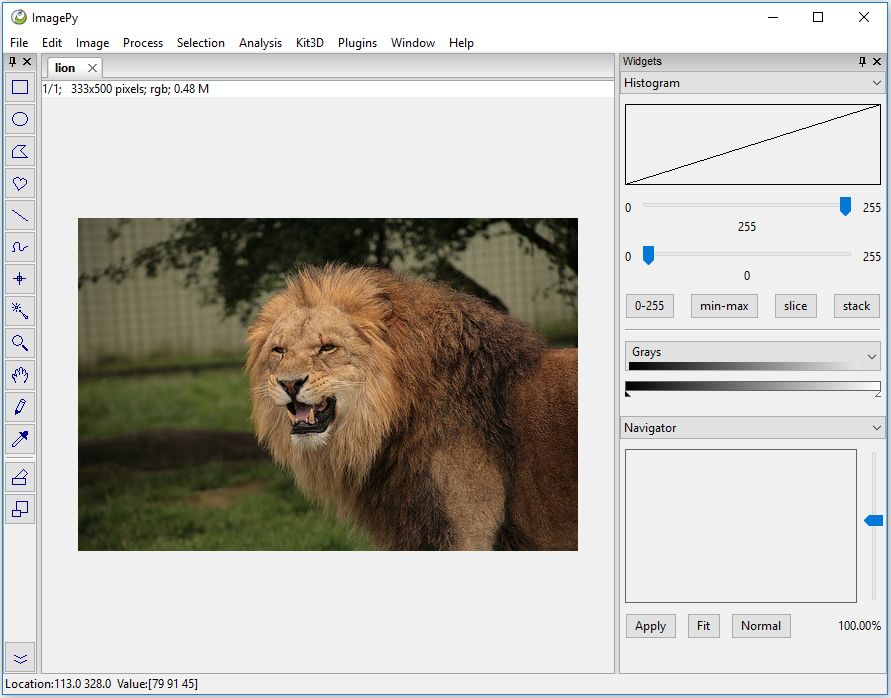 ImagePy
File Edit Image Process Selection Analysis Kit3D Plugins Window Help
lion
1/1; 333x500 pixels; rgb; 0.48 M
Widgets
Histogram
0 255
255
0 255
0
0-255 min-max slice stack
Grays
Navigator
Apply Fit Normal 100.00%
Location:113.0 328.0 Value:[79 91 45]